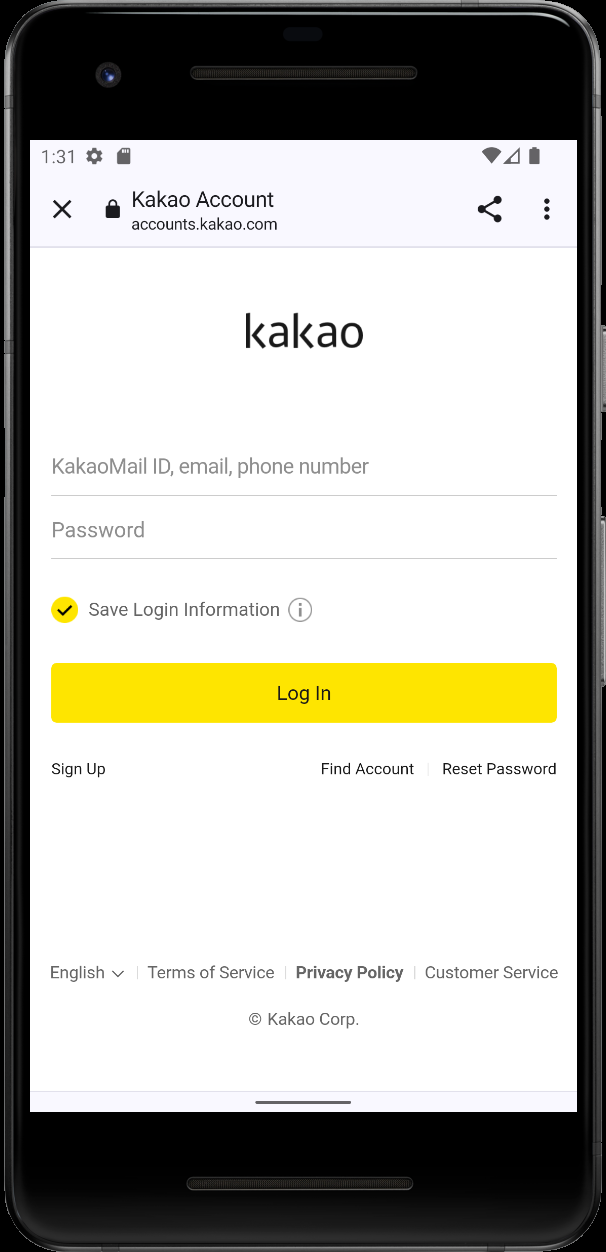 1:31
Kakao Account
accounts.kakao.com
kakao
KakaoMail ID, email, phone number
Password
Save Login Information
Log In
Sign Up Find Account Reset Password
English Terms of Service Privacy Policy Customer Service
© Kakao Corp.